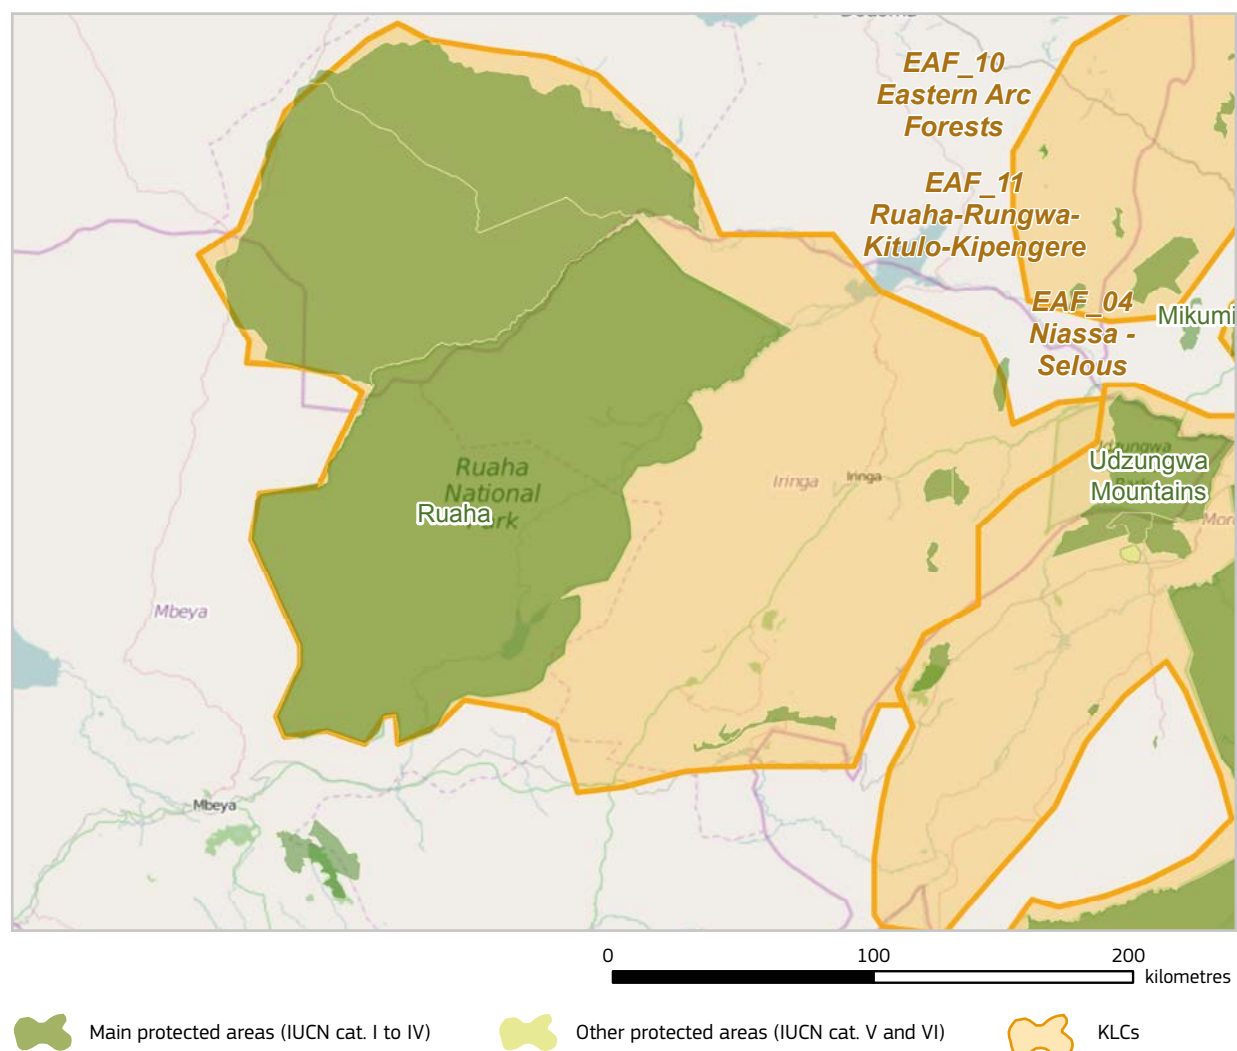 EAF_10
Eastern Arc
Forests
EAF_11
Ruaha-Rungwa-
Kitulo-Kipengere
EAF_04
Niassa -
Selous
Mikumi
Udzungwa
Udzungwa
Mountains
Park
Ruaha
National
Park
Ruaha
Iringa
Iringa
Mbeya
Mbeya
0 100 200
kilometres
Main protected areas (IUCN cat. I to IV)
Other protected areas (IUCN cat. V and VI)
KLCs